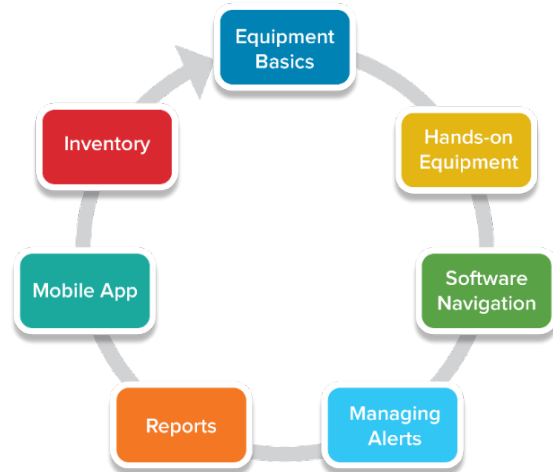 Equipment
Basics
Hands-on
Equipment
Software
Navigation
Managing
Alerts
Reports
Mobile App
Inventory